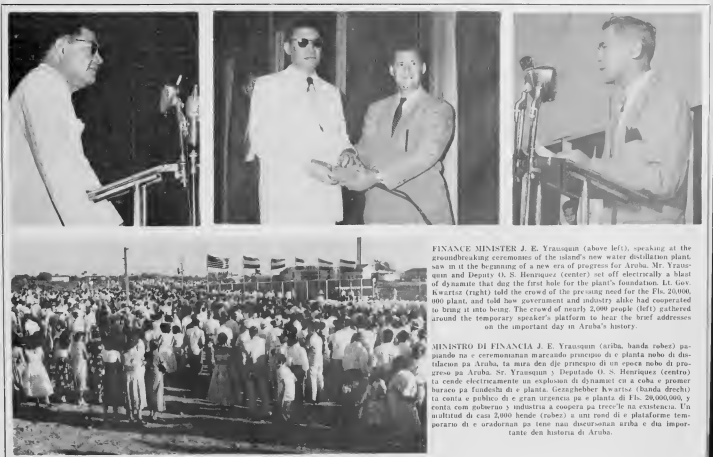 FINANCE MINISTER J. E. Yrausquin (above left), speaking at the
groundbreaking ceremonies of the island's new water distillation plant,
saw in it the beginning of a new era of progress for Aruba. Mr. Yraus-
quin and Deputy O. S. Henriquez (center) set off electrically a blast
of dynamite that dug the first hole for the plant's foundation. Lt. Gov.
Kwartsz (right) told the crowd of the pressing need for the Fls. 20,000,
000 plant, and told how government and industry alike had cooperated
to bring it into being. The crowd of nearly 2,000 people (left) gathered
around the temporary speaker's platform to hear the brief addresses
on the important day in Aruba's history.
MINISTRO DI FINANCIA J. E. Yrausquin (ariba, banda robez) pa-
piando na e ceremonianan marcando principio di e planta nobo di dis-
tilacion pa Aruba, ta mira den dje principio di un epoca nobo di pro-
greso pa Aruba. Sr. Yrausquin y Deputado O. S. Henriquez (centro)
ta cende electricamente un explosion di dynamiet cu a coba e promer
buraco pa fundeshi di e planta. Gezaghebber Kwartsz (banda drechi)
ta conta e publico di e gran urgencia pa e planta di Fls. 20,000,000, y
conta com gobierno y industria a coopera pa trece'le na existencia. Un
multitud di casi 2,000 hende (robez) a uni rond di e plataforme tem-
porario di e oradornan pa tende nan discursonan ariba e dia impor-
tante den historia di Aruba.